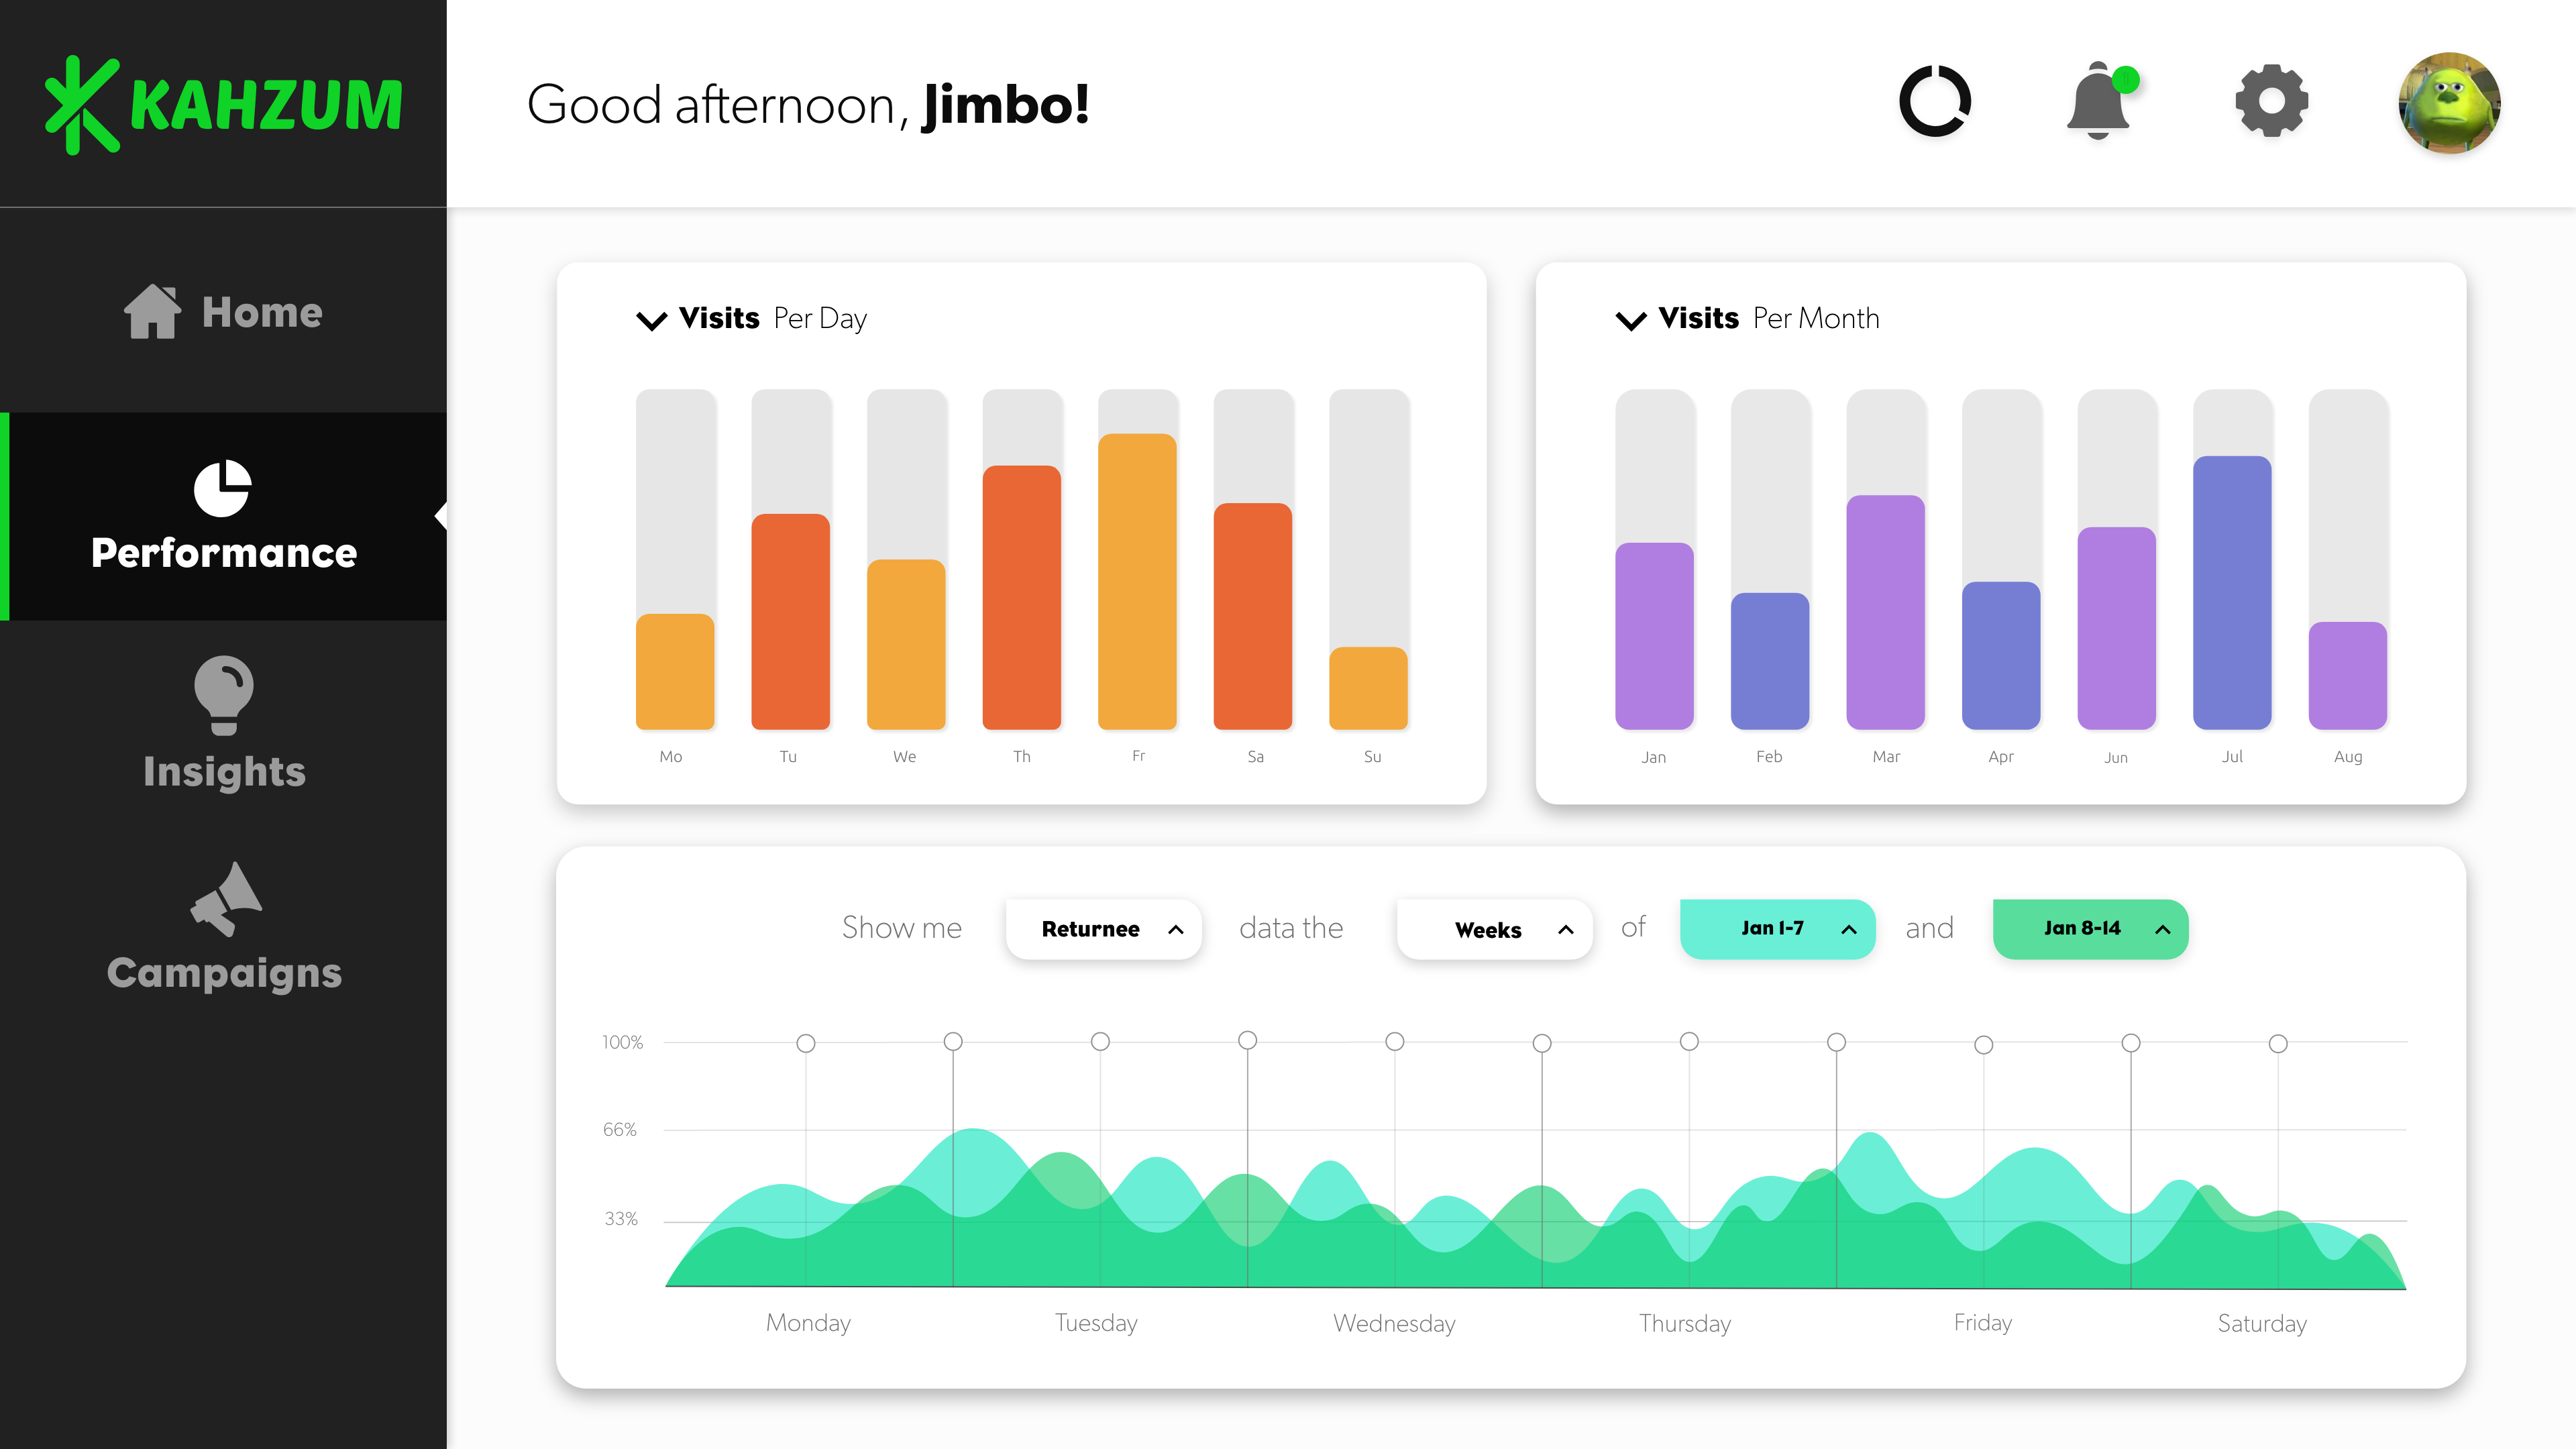 KAHZUM
Good afternoon, Jimbo!
Home
Performance
Insights
Campaigns
Visits Per Day
Mo Tu We Th Fr Sa Su
Visits Per Month
Jan Feb Mar Apr Jun Jul Aug
Show me Returnee data the Weeks of Jan 1-7 and Jan 8-14
100%
66%
33%
Monday Tuesday Wednesday Thursday Friday Saturday